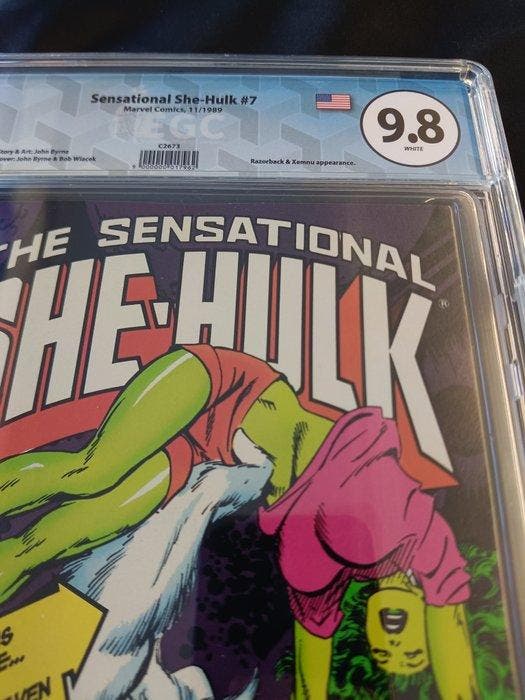 Sensational She-Hulk #7
Marvel Comics, 11/1989
EGC
Story & Art: John Byrne
C2673
Cover: John Byrne & Bob Wiacek
Razorback & Xemnu appearance.
9.8
WHITE
THE SENSATIONAL
SHE-HULK
®